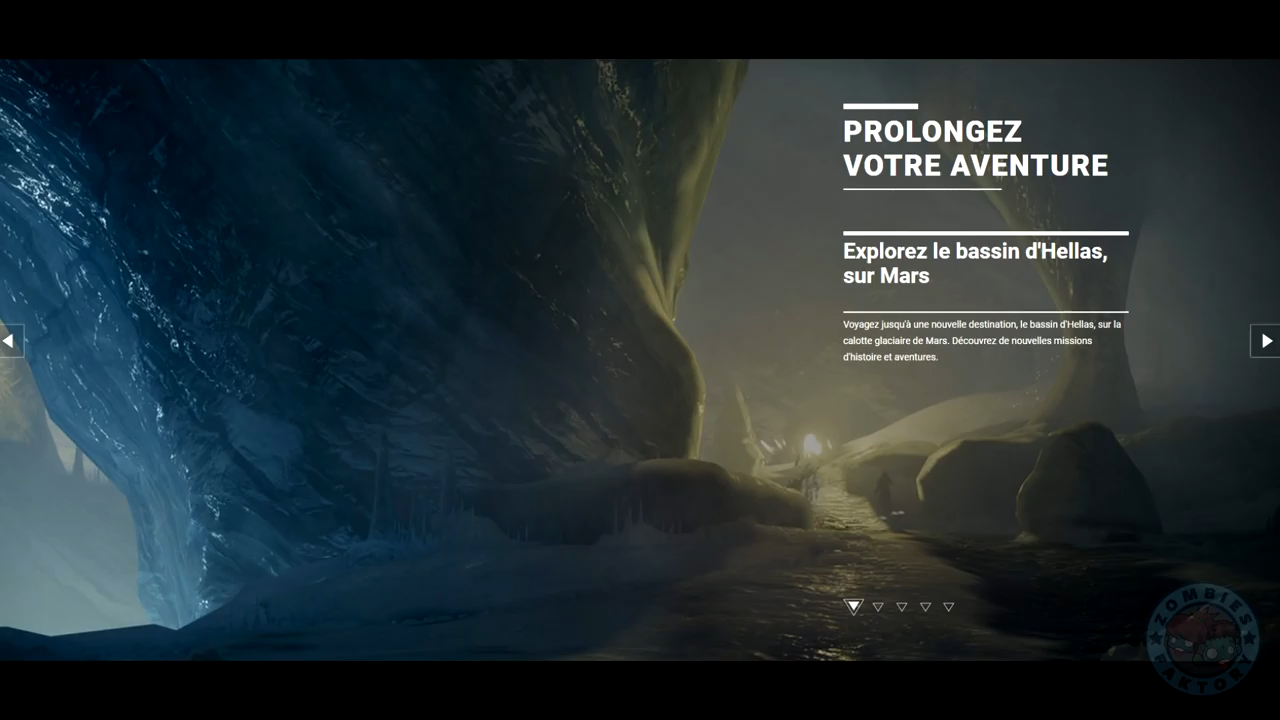 PROLONGEZ
VOTRE AVENTURE
Explorez le bassin d'Hellas,
sur Mars
Voyagez jusqu'à une nouvelle destination, le bassin d'Hellas, sur la
calotte glaciaire de Mars. Découvrez de nouvelles missions
d'histoire et aventures.
ZOMBIES
FAKTORY